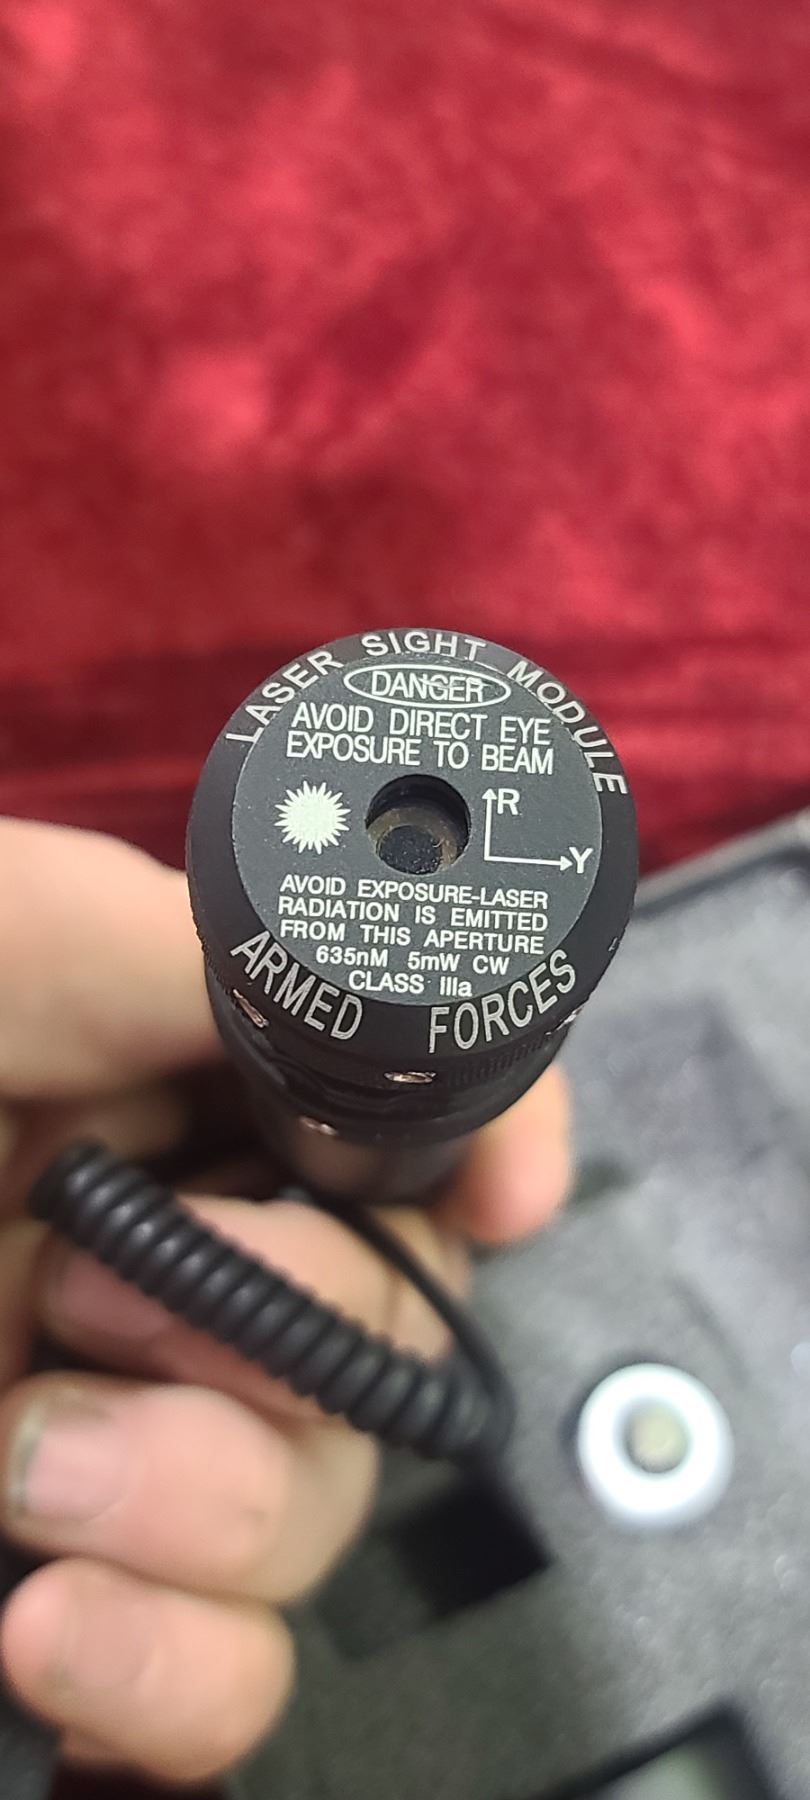 LASER SIGHT MODULE
DANGER
AVOID DIRECT EYE
EXPOSURE TO BEAM
R
Y
AVOID EXPOSURE-LASER
RADIATION IS EMITTED
FROM THIS APERTURE
635nM 5mW CW
CLASS IIIa
ARMED FORCES